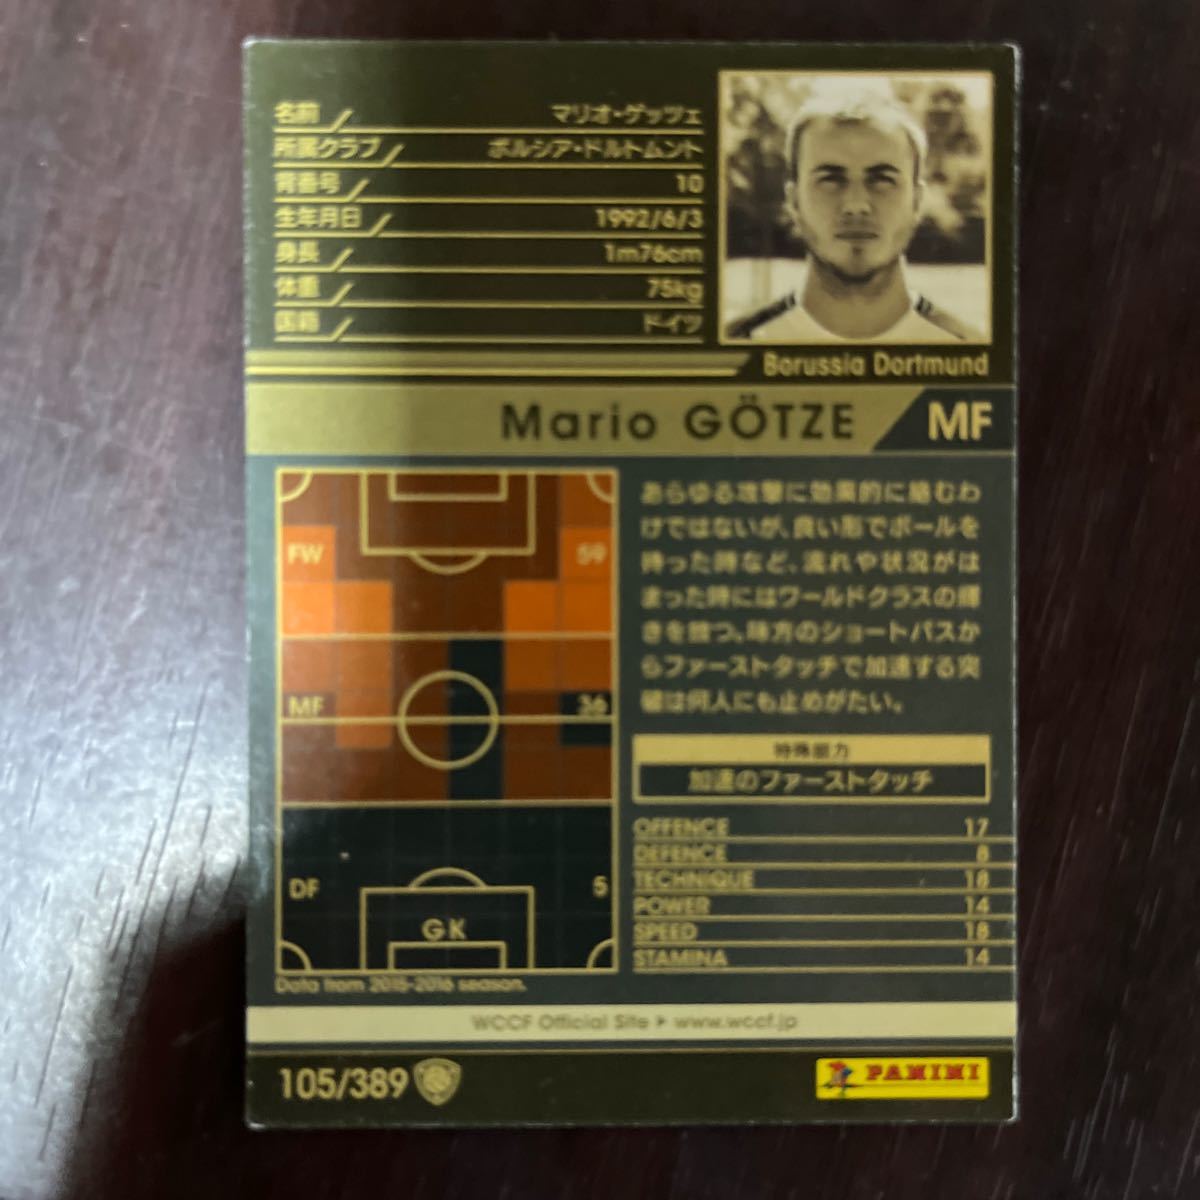 名前 マリオ・ゲッツェ
所属クラブ ボルシア・ドルトムント
背番号 10
生年月日 1992/6/3
身長 1m76cm
体重 75kg
国籍 ドイツ
Borussia Dortmund
Mario GÖTZE MF
FW 59
MF 36
DF 5
GK
Data from 2015-2016 season.
あらゆる攻撃に効果的に絡むわ
けではないが、良い形でボールを
持った時など、流れや状況がは
まった時にはワールドクラスの輝
きを放つ。味方のショートパスか
らファーストタッチで加速する突
破は何人にも止めがたい。
特殊能力
加速のファーストタッチ
OFFENCE 17
DEFENCE 8
TECHNIQUE 18
POWER 14
SPEED 18
STAMINA 14
WCCF Official Site ▶ www.wccf.jp
105/389
PANINI